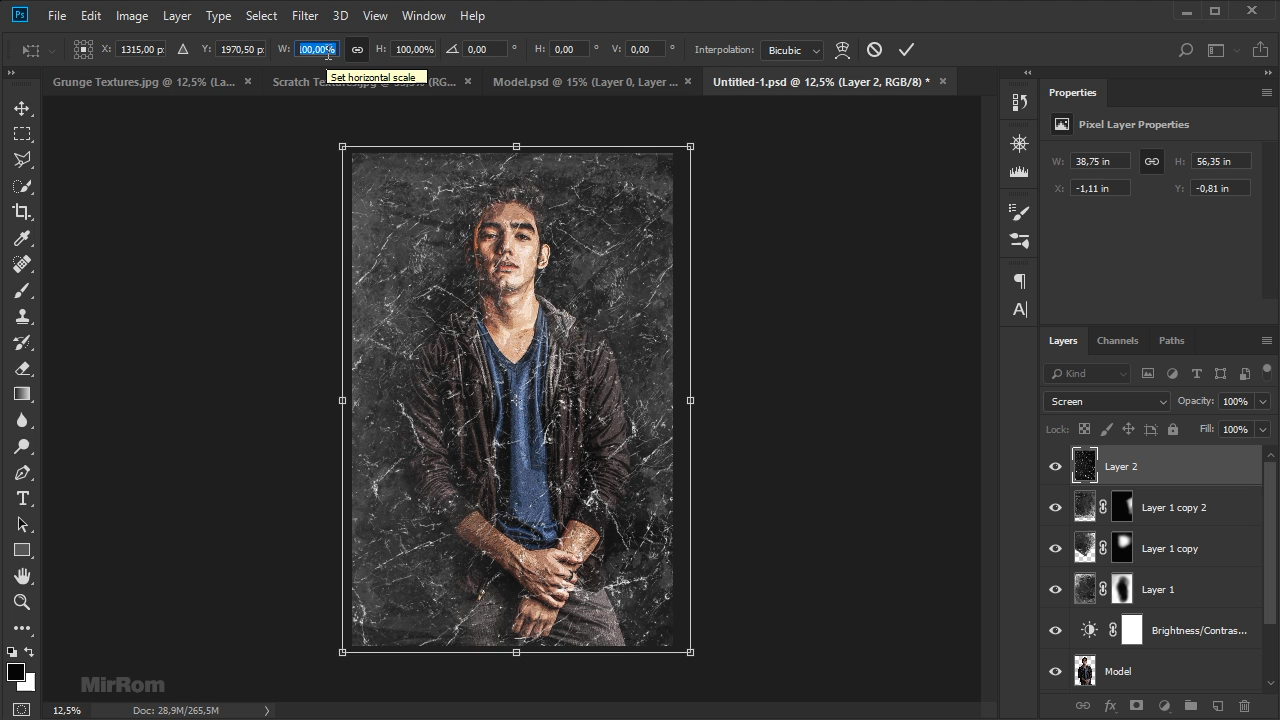 Ps File Edit Image Layer Type Select Filter 3D View Window Help
X: 1315,00 p: Y: 1970,50 p: W: 100,00% H: 100,00% 0,00 ° H: 0,00 ° V: 0,00 ° Interpolation: Bicubic
Set horizontal scale
Grunge Textures.jpg @ 12,5% (La... × Scratch Textures.jpg @ 33,3% (RG... × Model.psd @ 15% (Layer 0, Layer ... × Untitled-1.psd @ 12,5% (Layer 2, RGB/8) * ×
Properties
Pixel Layer Properties
W: 38,75 in H: 56,35 in
X: -1,11 in Y: -0,81 in
Layers Channels Paths
Kind
Screen Opacity: 100%
Lock: Fill: 100%
Layer 2
Layer 1 copy 2
Layer 1 copy
Layer 1
Brightness/Contras...
Model
MirRom
12,5% Doc: 28,9M/265,5M